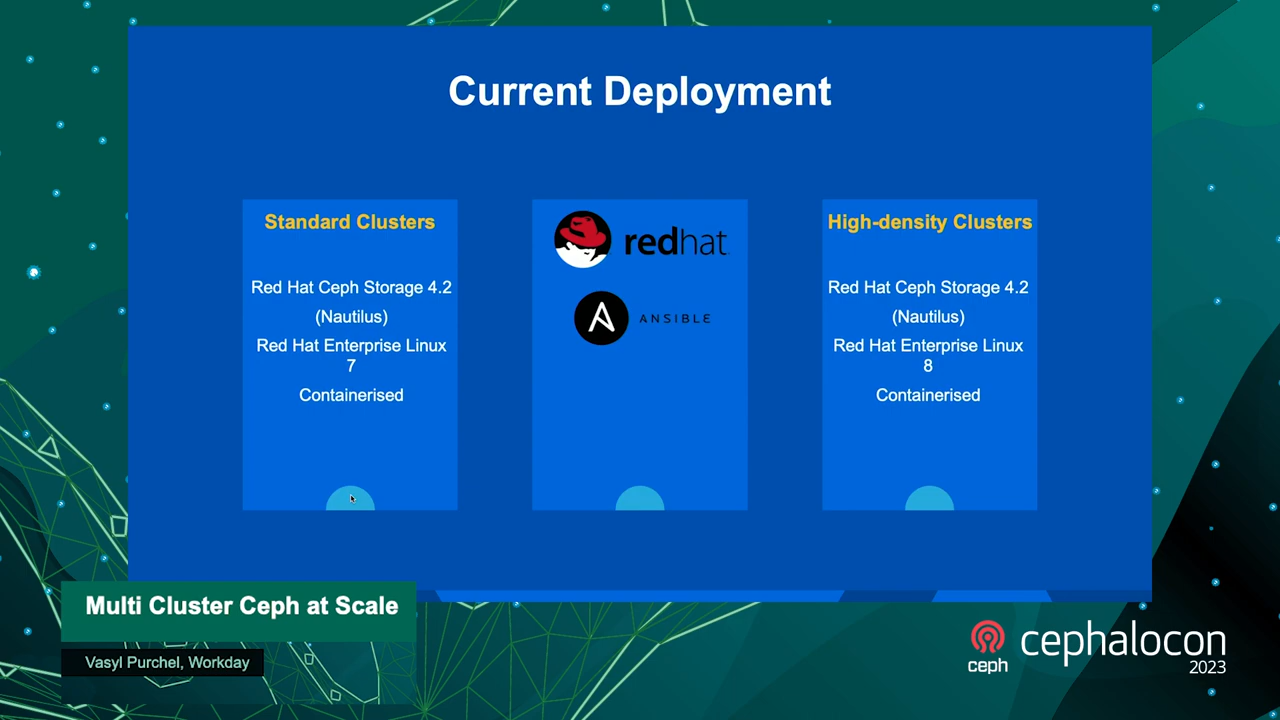 Current Deployment
Standard Clusters
Red Hat Ceph Storage 4.2
(Nautilus)
Red Hat Enterprise Linux
7
Containerised
redhat.
ANSIBLE
High-density Clusters
Red Hat Ceph Storage 4.2
(Nautilus)
Red Hat Enterprise Linux
8
Containerised
Multi Cluster Ceph at Scale
Vasyl Purchel, Workday
ceph
cephalocon
2023